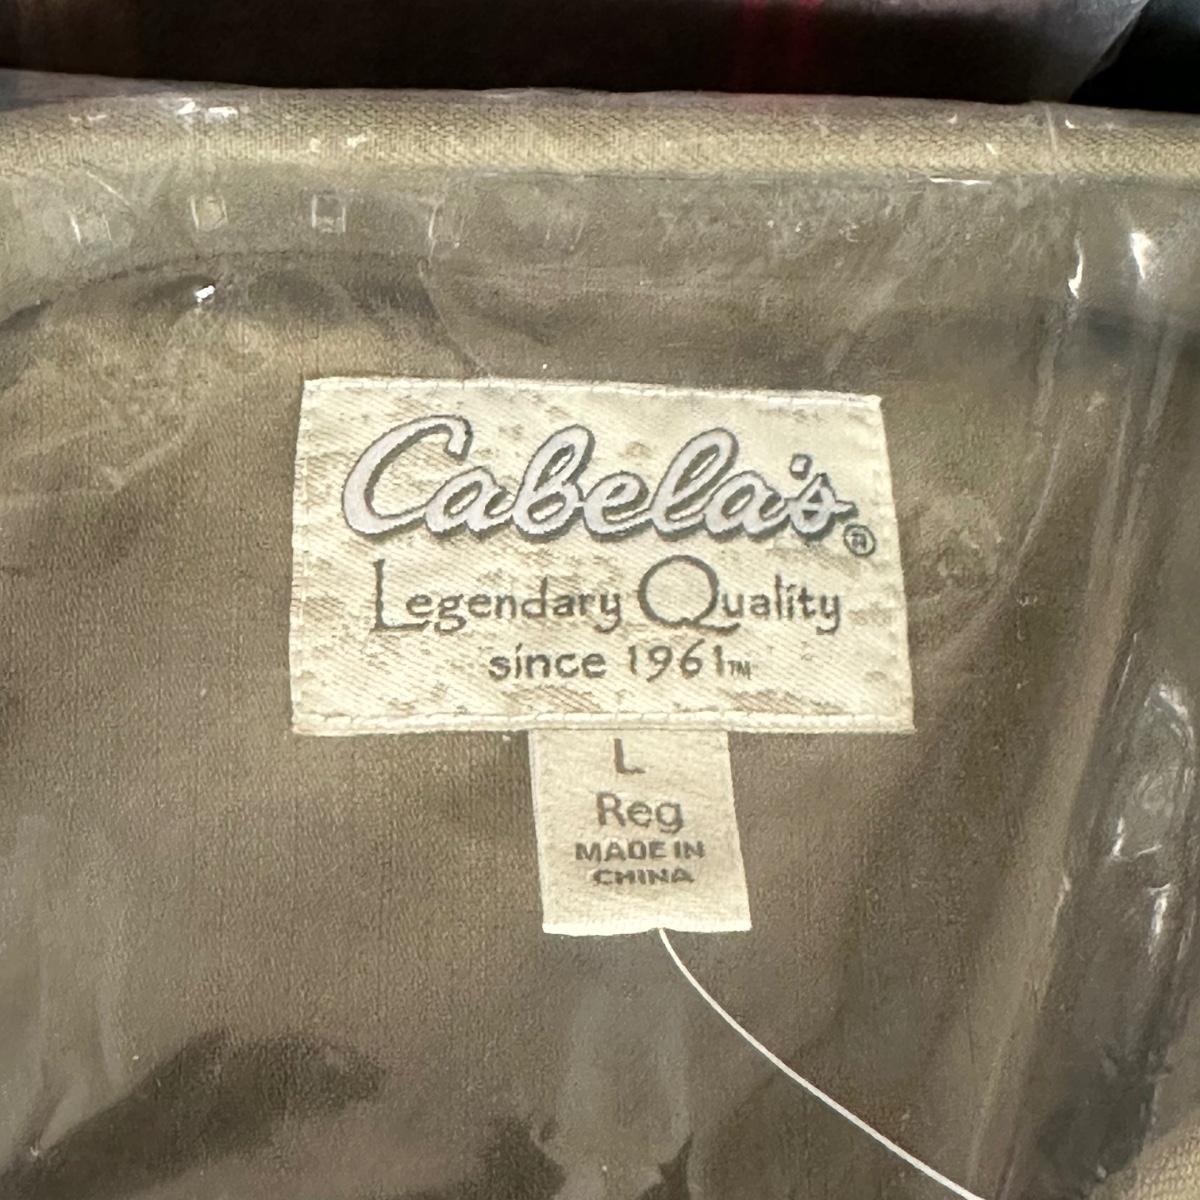 Cabela's®
Legendary Quality
since 1961™
L
Reg
MADE IN
CHINA